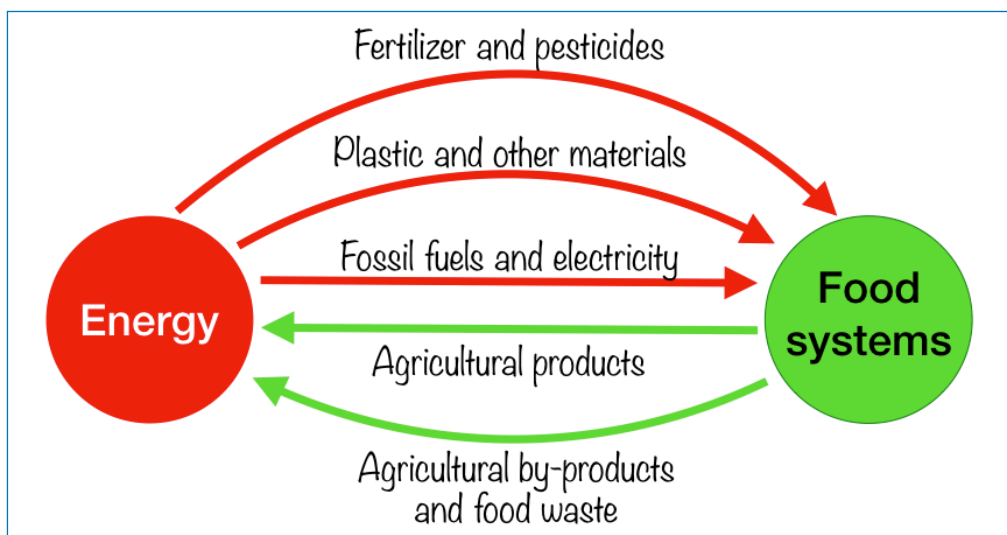 Fertilizer and pesticides
Plastic and other materials
Fossil fuels and electricity
Energy
Food
systems
Agricultural products
Agricultural by-products
and food waste